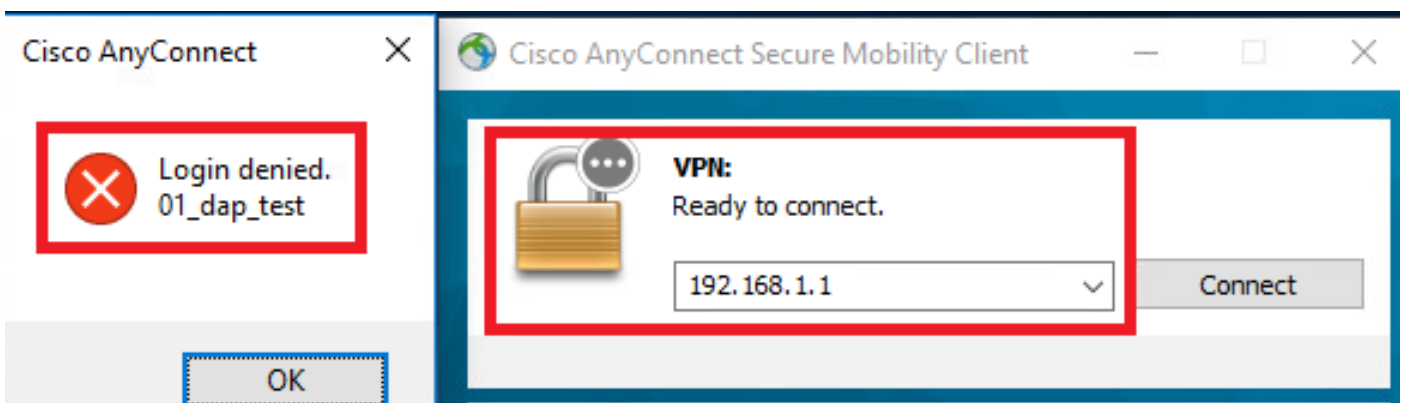 Cisco AnyConnect
Login denied.
01_dap_test
OK
Cisco AnyConnect Secure Mobility Client
VPN:
Ready to connect.
192.168.1.1
Connect